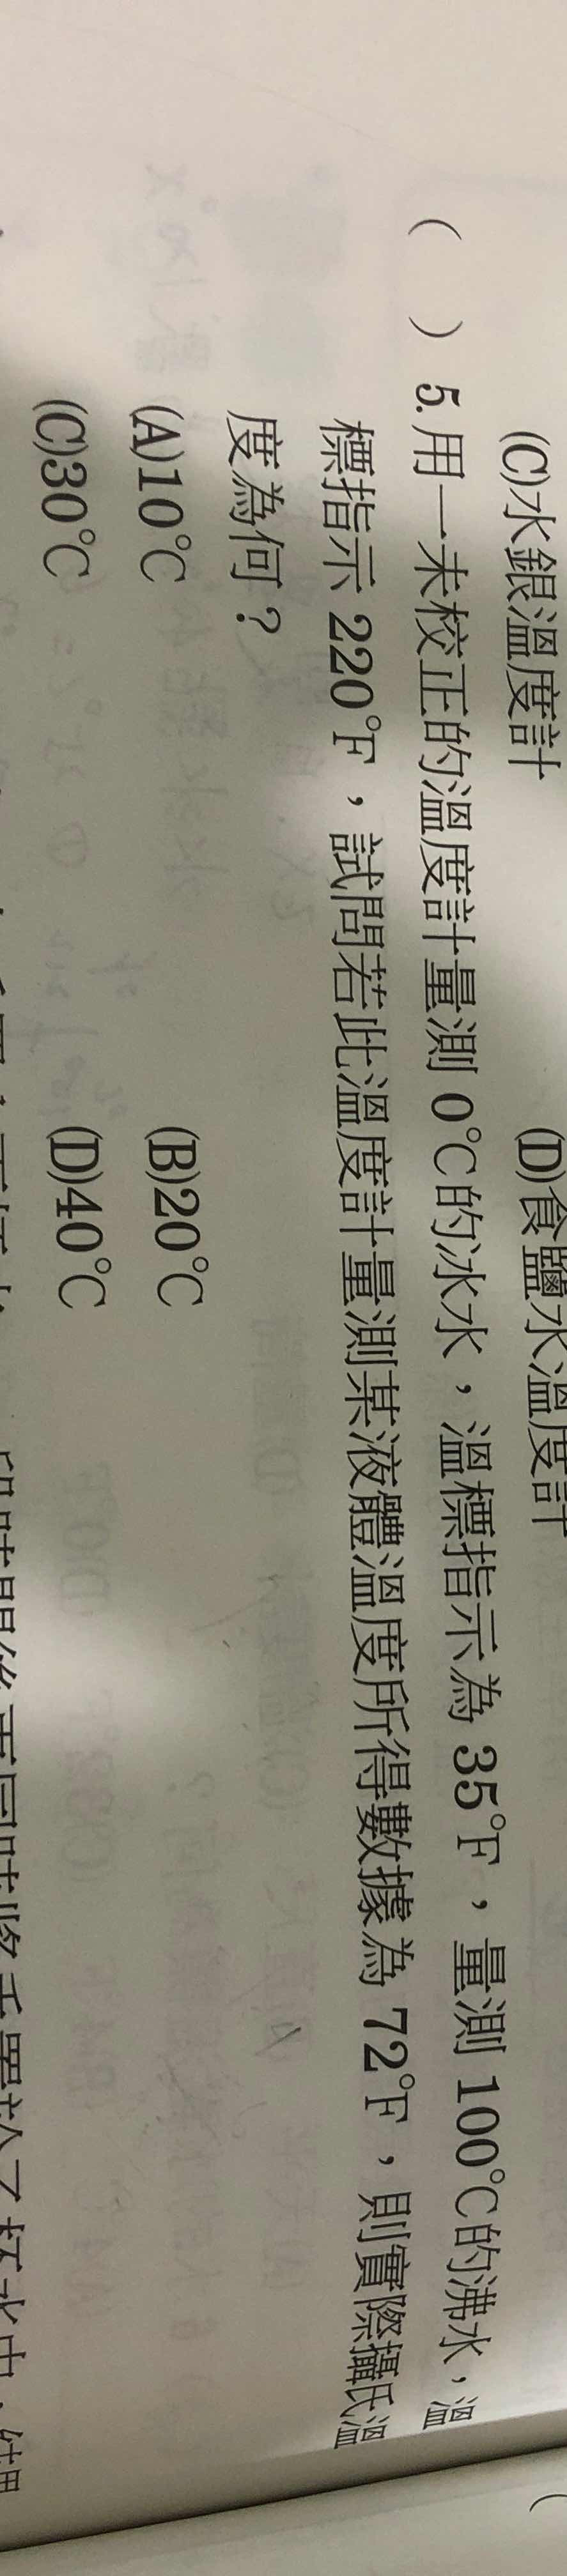 (C)水銀溫度計 (D)食鹽水溫度計
( ) 5. 用一未校正的溫度計量測 0℃的冰水，溫標指示為 35℉，量測 100℃的沸水，溫
標指示 220℉，試問若此溫度計量測某液體溫度所得數據為 72℉，則實際攝氏溫
度為何？
(A)10℃ (B)20℃
(C)30℃ (D)40℃